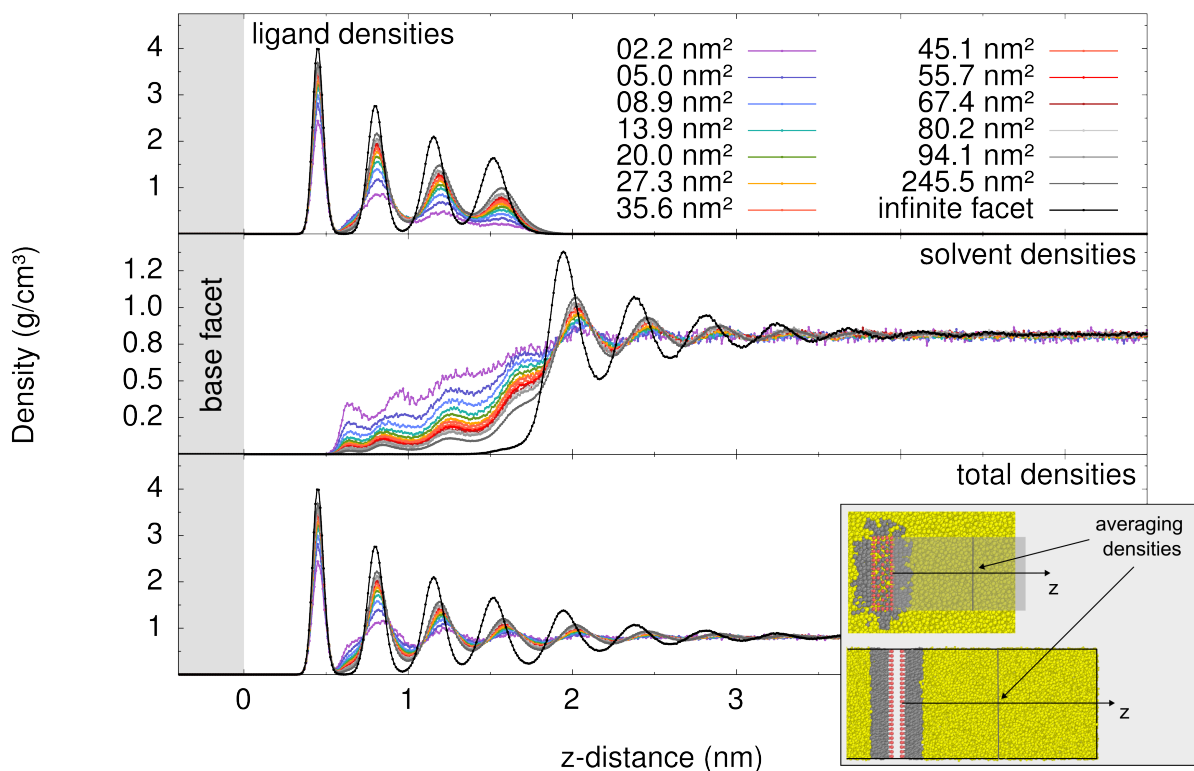 ligand densities
02.2 nm²
05.0 nm²
08.9 nm²
13.9 nm²
20.0 nm²
27.3 nm²
35.6 nm²
45.1 nm²
55.7 nm²
67.4 nm²
80.2 nm²
94.1 nm²
245.5 nm²
infinite facet
4
3
2
1
solvent densities
1.2
1.0
0.8
0.5
0.2
base facet
Density (g/cm³)
total densities
4
3
2
1
averaging
densities
z
z
0
1
2
3
z-distance (nm)